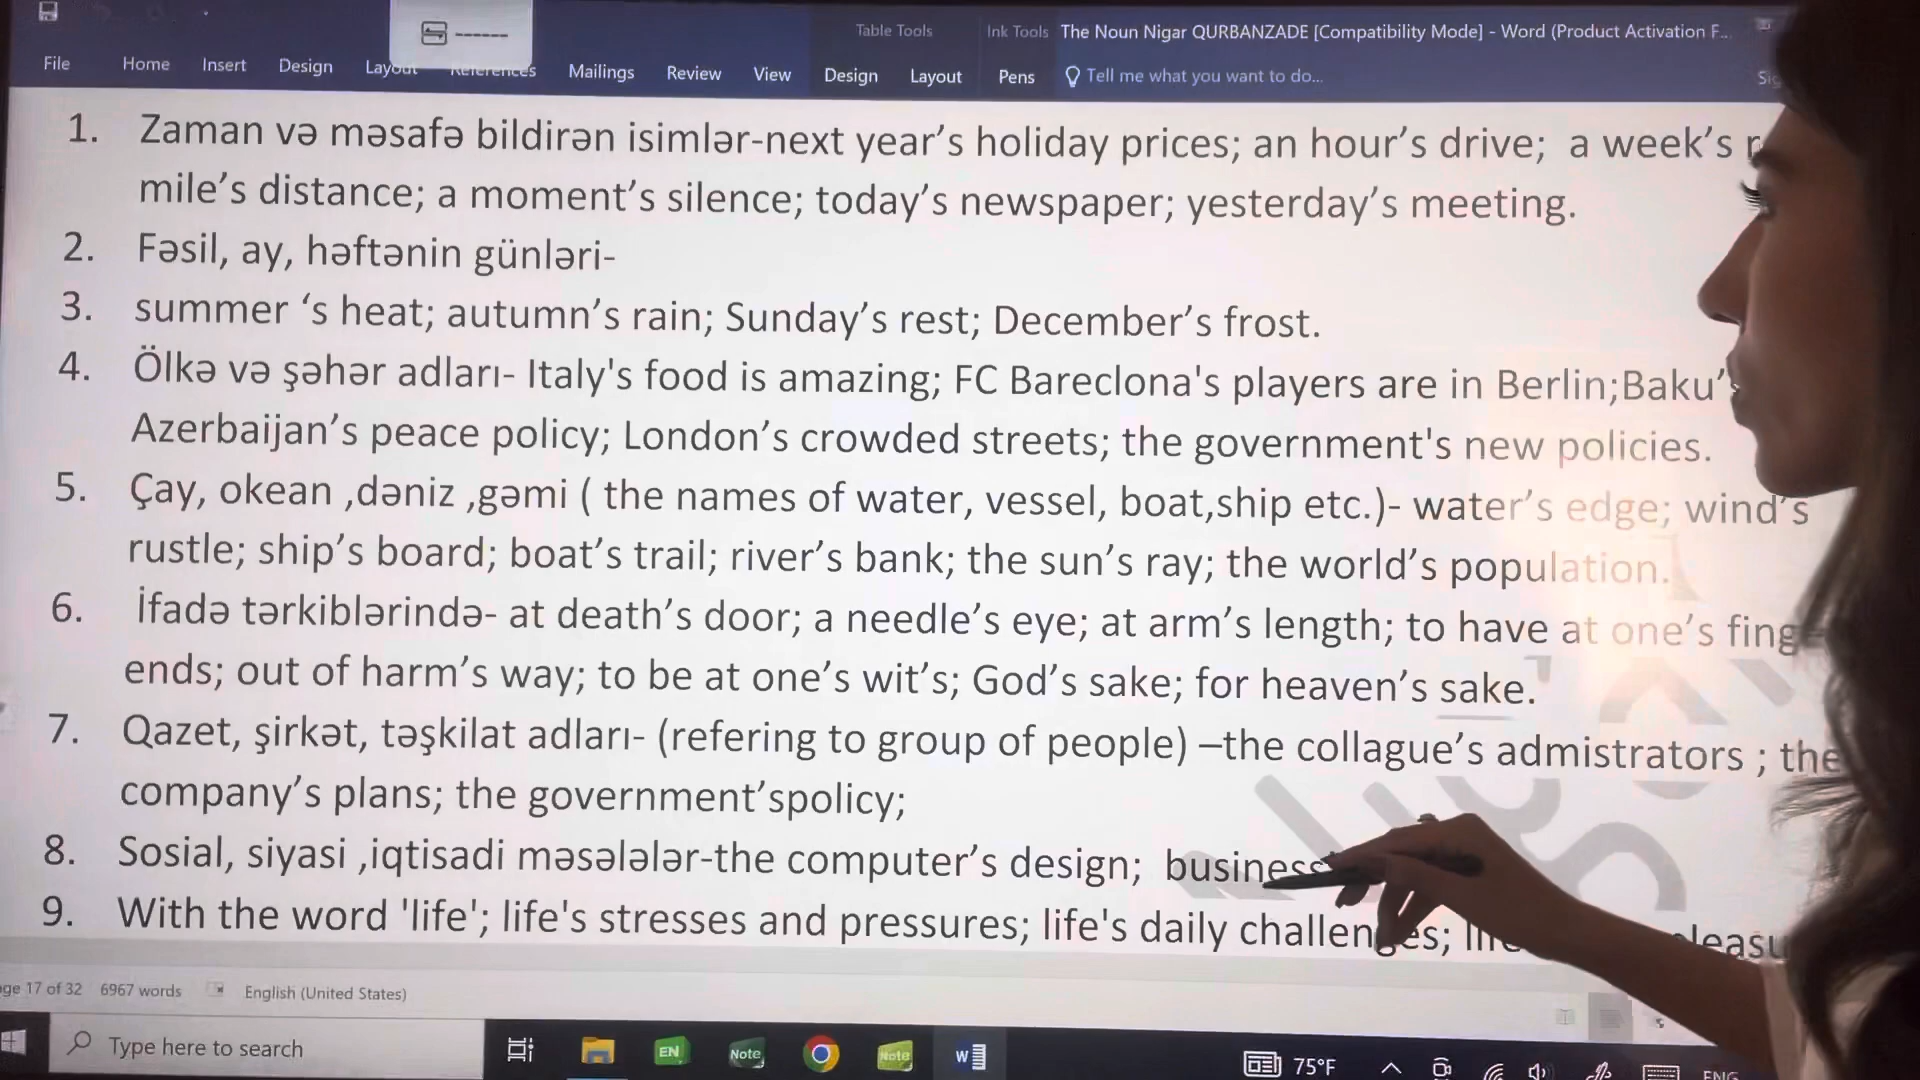 Table Tools
Ink Tools
The Noun Nigar QURBANZADE [Compatibility Mode] - Word (Product Activation F...
File Home Insert Design Layout References Mailings Review View Design Layout Pens Tell me what you want to do...
1. Zaman və məsafə bildirən isimlər-next year’s holiday prices; an hour’s drive; a week’s
mile’s distance; a moment’s silence; today’s newspaper; yesterday’s meeting.
2. Fəsil, ay, həftənin günləri-
3. summer ‘s heat; autumn’s rain; Sunday’s rest; December’s frost.
4. Ölkə və şəhər adları- Italy's food is amazing; FC Bareclona's players are in Berlin;Baku’s
Azerbaijan’s peace policy; London’s crowded streets; the government's new policies.
5. Çay, okean ,dəniz ,gəmi ( the names of water, vessel, boat,ship etc.)- water’s edge; wind’s
rustle; ship’s board; boat’s trail; river’s bank; the sun’s ray; the world’s population.
6. İfadə tərkiblərində- at death’s door; a needle’s eye; at arm’s length; to have at one’s
ends; out of harm’s way; to be at one’s wit’s; God’s sake; for heaven’s sake.
7. Qazet, şirkət, təşkilat adları- (refering to group of people) –the collague’s admistrators ; the
company’s plans; the government’spolicy;
8. Sosial, siyasi ,iqtisadi məsələlər-the computer’s design; business
9. With the word 'life'; life's stresses and pressures; life's daily challenges;
17 of 32 6967 words English (United States)
Type here to search
EN
Note
Note
W
75°F
ENG